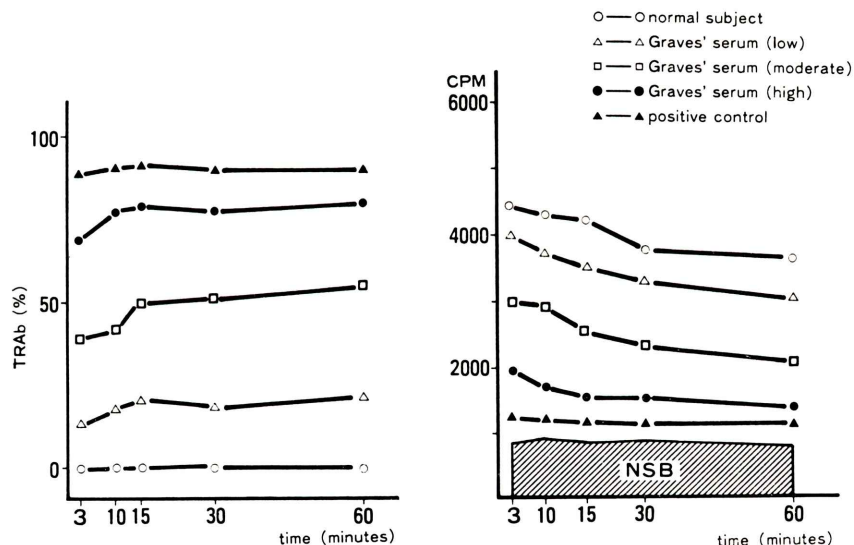 normal subject
Graves' serum (low)
Graves' serum (moderate)
Graves' serum (high)
positive control
100
50
0
TRAb (%)
3 10 15 30 60
time (minutes)
CPM
6000
4000
2000
NSB
3 10 15 30 60
time (minutes)